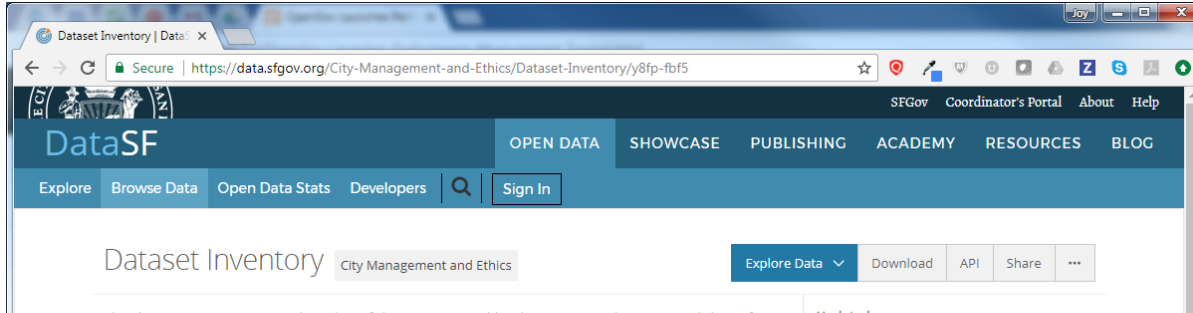 Joy
Dataset Inventory | Data
Secure | https://data.sfgov.org/City-Management-and-Ethics/Dataset-Inventory/y8fp-fbf5
SFGov Coordinator's Portal About Help
DataSF OPEN DATA SHOWCASE PUBLISHING ACADEMY RESOURCES BLOG
Explore Browse Data Open Data Stats Developers Sign In
Dataset Inventory City Management and Ethics Explore Data Download API Share ...